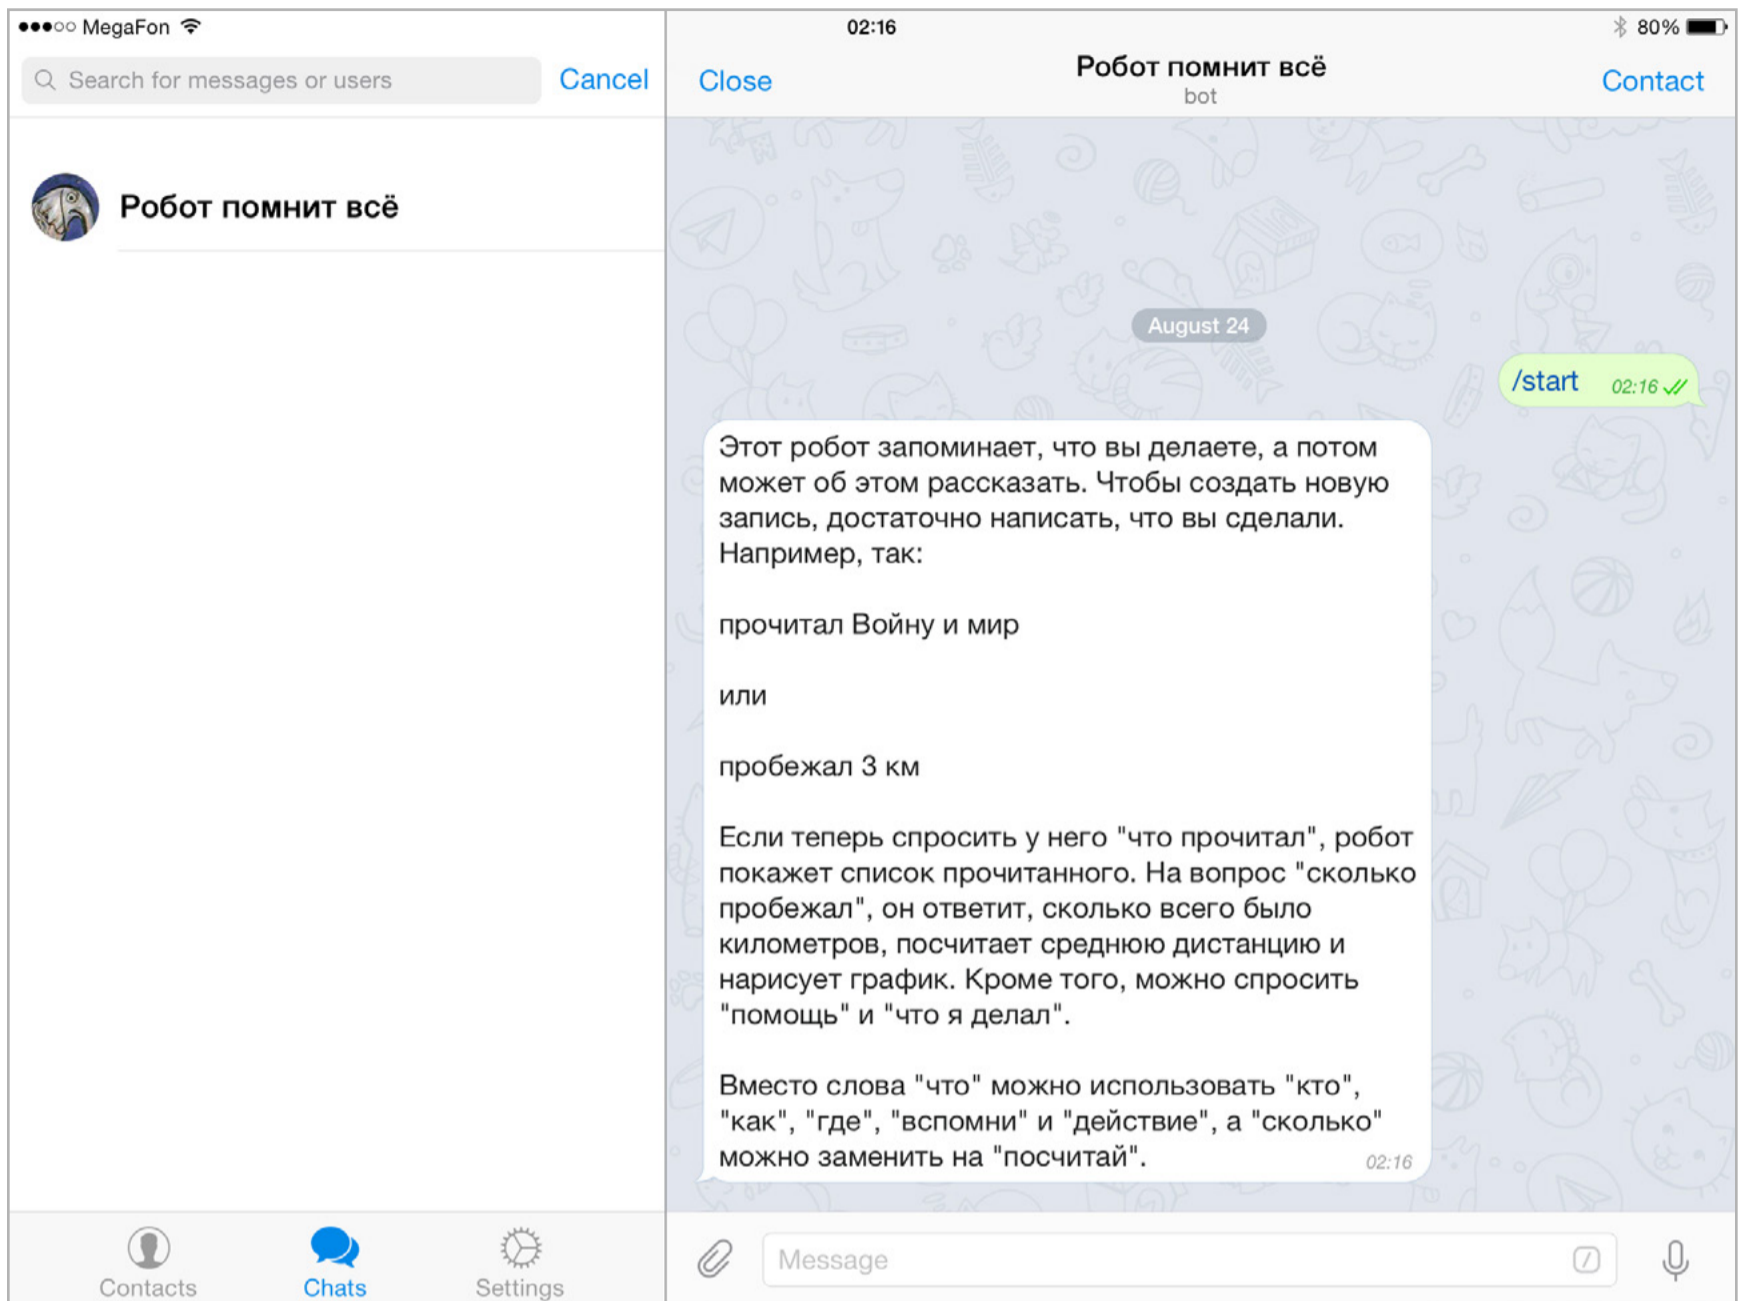 MegaFon
02:16
80%
Search for messages or users
Cancel
Close
Робот помнит всё
bot
Contact
Робот помнит всё
August 24
/start 02:16
Этот робот запоминает, что вы делаете, а потом
может об этом рассказать. Чтобы создать новую
запись, достаточно написать, что вы сделали.
Например, так:
прочитал Войну и мир
или
пробежал 3 км
Если теперь спросить у него "что прочитал", робот
покажет список прочитанного. На вопрос "сколько
пробежал", он ответит, сколько всего было
километров, посчитает среднюю дистанцию и
нарисует график. Кроме того, можно спросить
"помощь" и "что я делал".
Вместо слова "что" можно использовать "кто",
"как", "где", "вспомни" и "действие", а "сколько"
можно заменить на "посчитай".
02:16
Contacts
Chats
Settings
Message